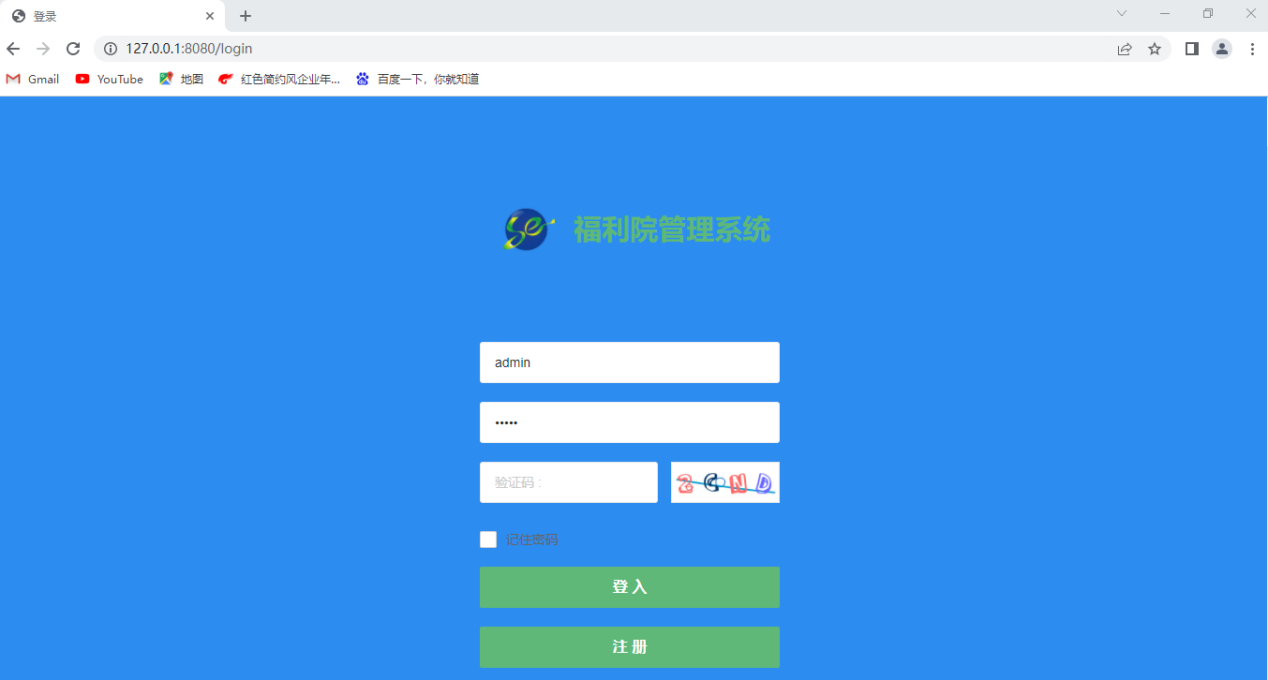 登录
127.0.0.1:8080/login
Gmail YouTube 地图 红色简约风企业年... 百度一下，你就知道
se 福利院管理系统
admin
•••••
验证码：
记住密码
登 入
注 册